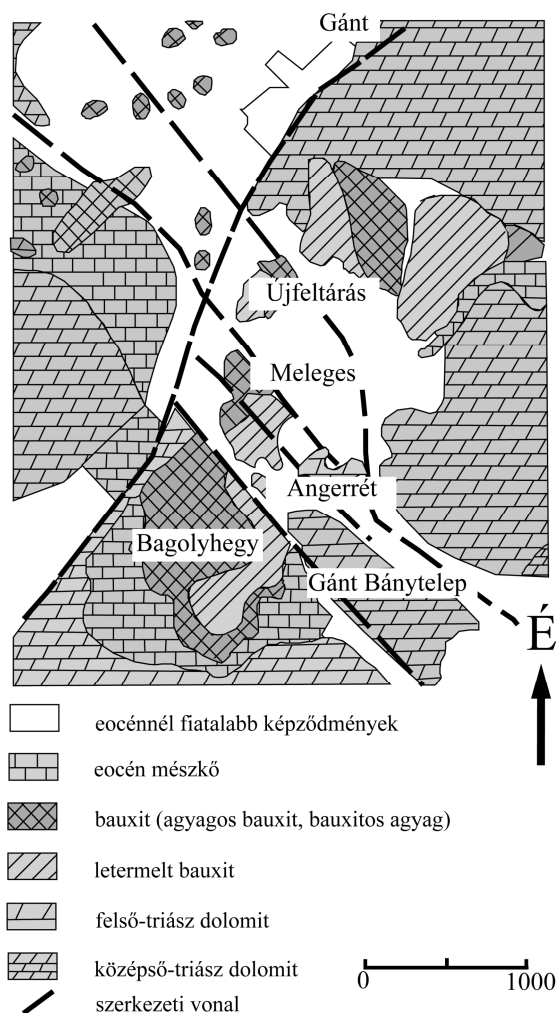 Gánt
Újfeltárás
Meleges
Angerrét
Bagolyhegy
Gánt Bánytelep
É
eocénnél fiatalabb képződmények
eocén mészkő
bauxit (agyagos bauxit, bauxitos agyag)
letermelt bauxit
felső-triász dolomit
középső-triász dolomit
szerkezeti vonal
0 1000